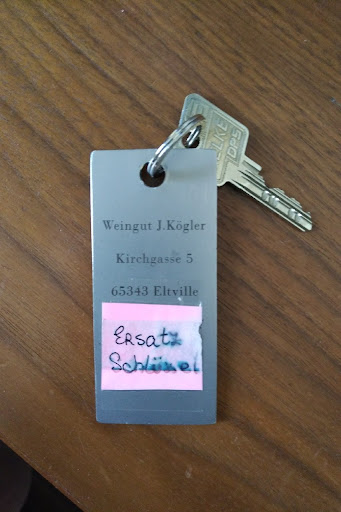 Weingut J.Kögler
Kirchgasse 5
65343 Eltville
Ersatz
Schlüssel